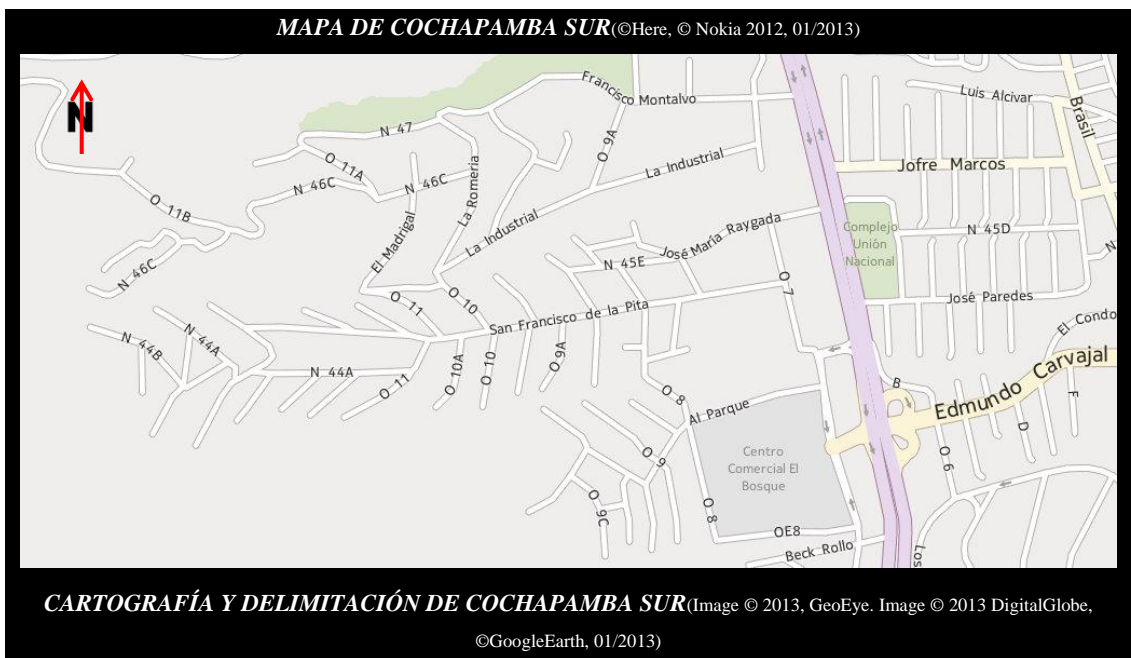 MAPA DE COCHAPAMBA SUR(©Here, © Nokia 2012, 01/2013)
N
Francisco Montalvo
Luis Alcivar
Brasil
N 47
O 9A
La Industrial
Jofre Marcos
O 11A
N 46C
N 46C
La Romeria
O 11B
El Madrigal
La Industrial
José María Raygada
Complejo
Unión
Nacional
N 45D
N
N 46C
N 45E
O 7
O 11
O 10
San Francisco de la Pita
José Paredes
El Condo
N 44B
N 44A
N 44A
O 11
O 10A
O 10
O 9A
O 8
Al Parque
B
Edmundo Carvajal
F
D
O 6
Centro
Comercial El
Bosque
O 9
O 9C
O 8
OE8
Beck Rollo
Los
CARTOGRAFÍA Y DELIMITACIÓN DE COCHAPAMBA SUR(Image © 2013, GeoEye. Image © 2013 DigitalGlobe,
©GoogleEarth, 01/2013)